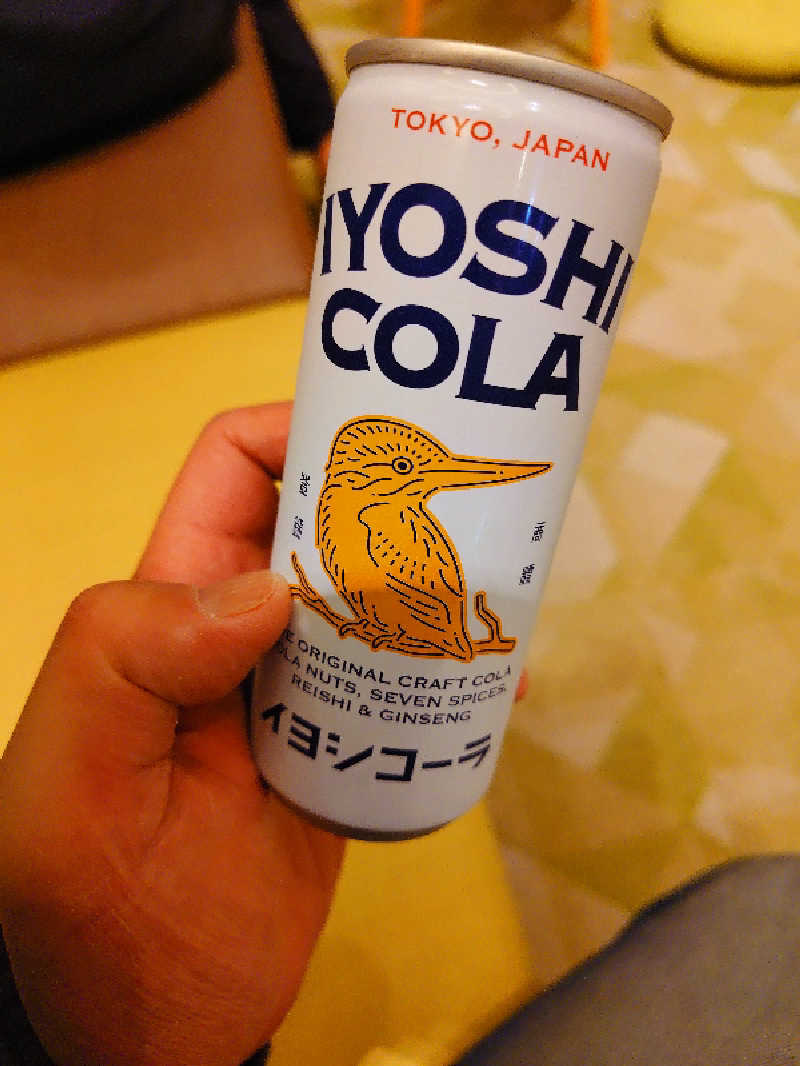 TOKYO, JAPAN
IYOSHI
COLA
ORIGINAL CRAFT COLA
NUTS, SEVEN SPICES,
REISHI & GINSENG
イヨシコーラ